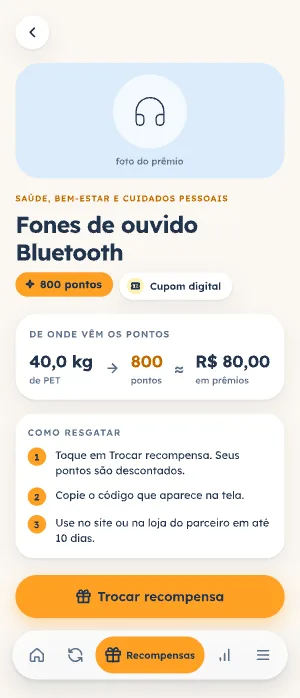 foto do prêmio
SAÚDE, BEM-ESTAR E CUIDADOS PESSOAIS
Fones de ouvido
Bluetooth
800 pontos
Cupom digital
DE ONDE VÊM OS PONTOS
40,0 kg → 800 ≈ R$ 80,00
de PET pontos em prêmios
COMO RESGATAR
1 Toque em Trocar recompensa. Seus
pontos são descontados.
2 Copie o código que aparece na tela.
3 Use no site ou na loja do parceiro em até
10 dias.
Trocar recompensa
Recompensas